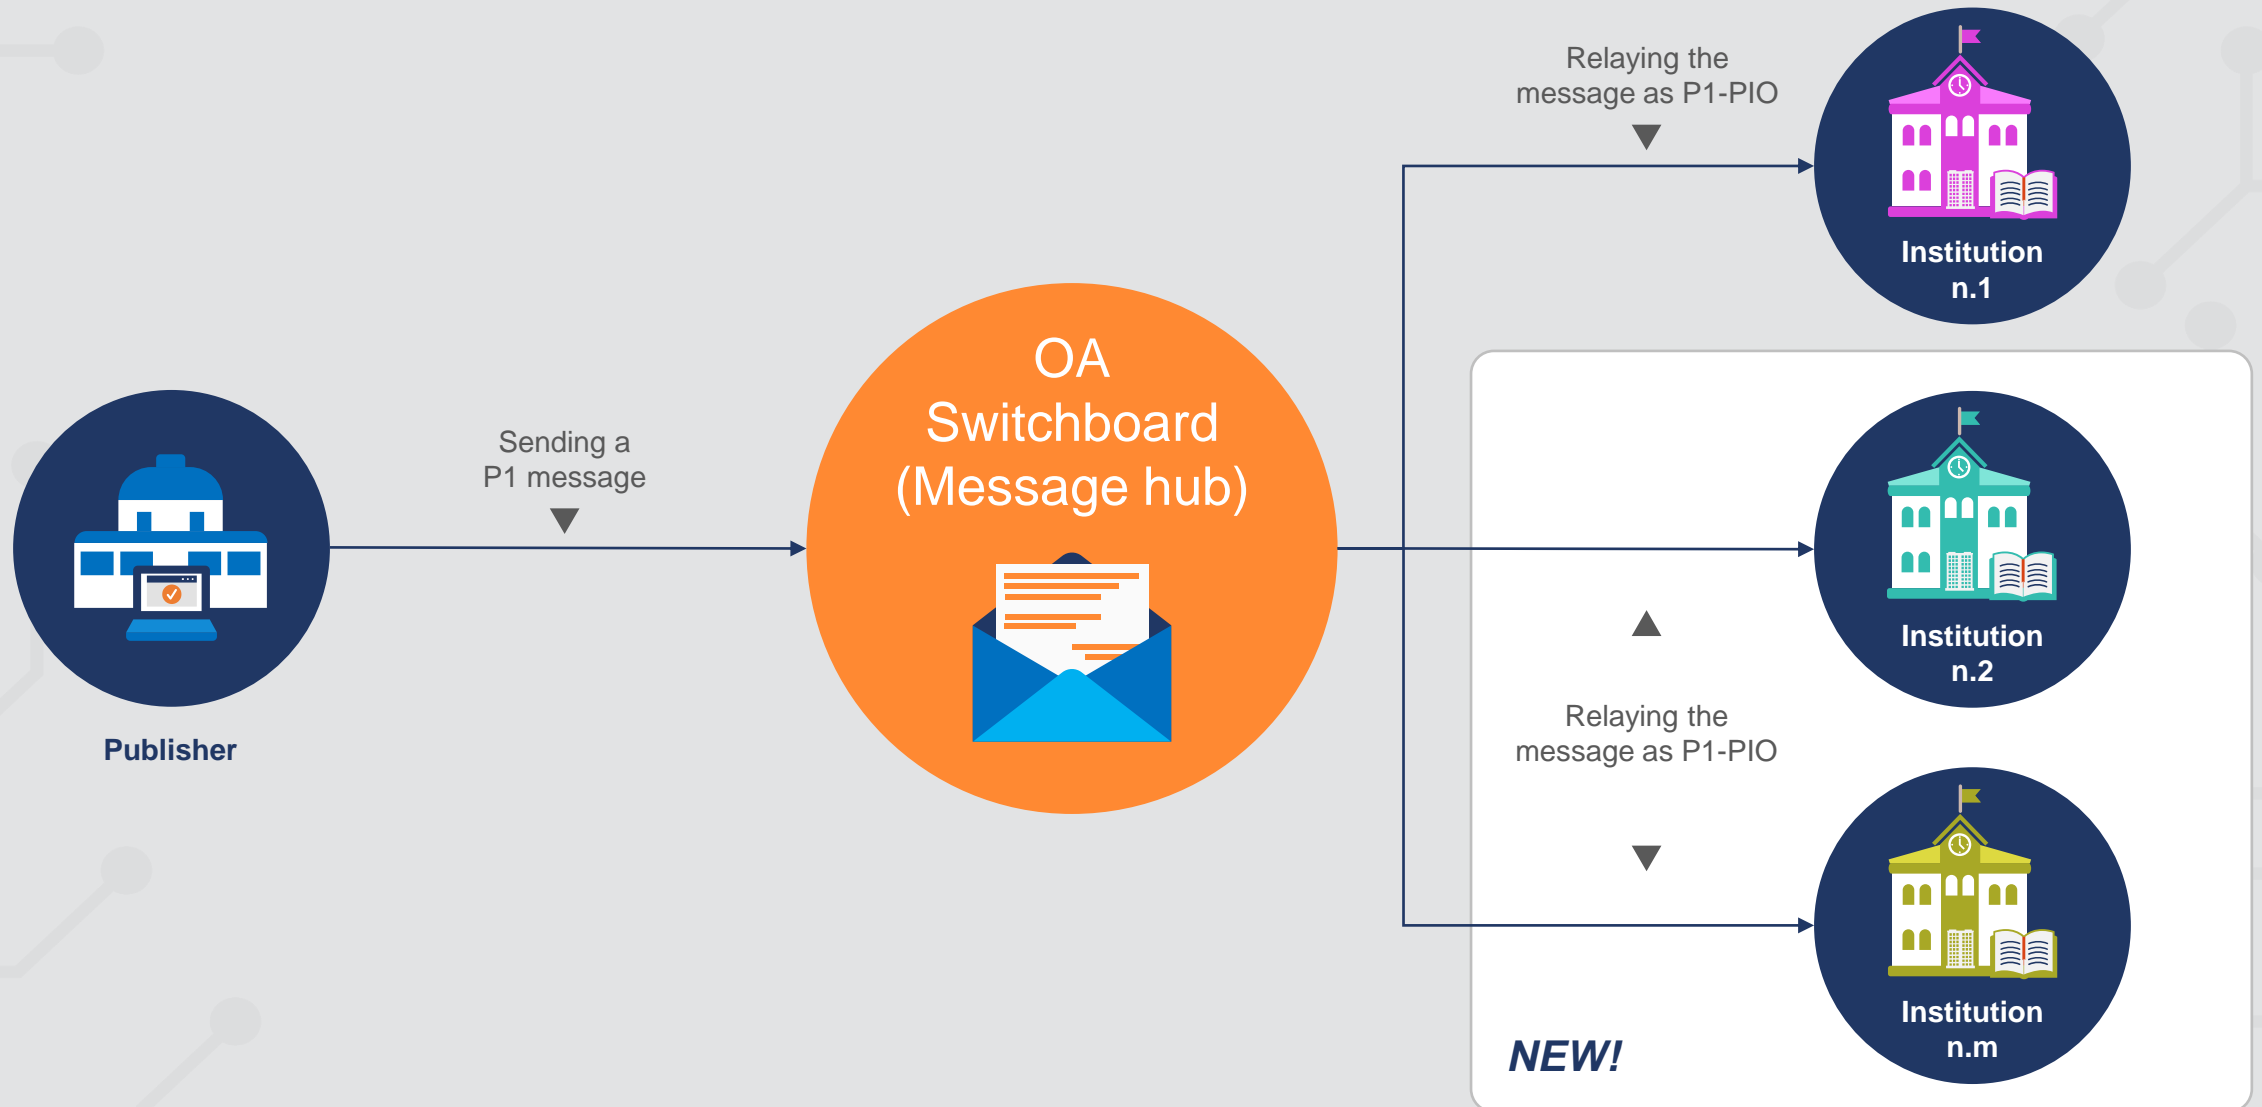 Publisher
Sending a
P1 message
OA
Switchboard
(Message hub)
Relaying the
message as P1-PIO
Institution
n.1
Institution
n.2
Relaying the
message as P1-PIO
Institution
n.m
NEW!